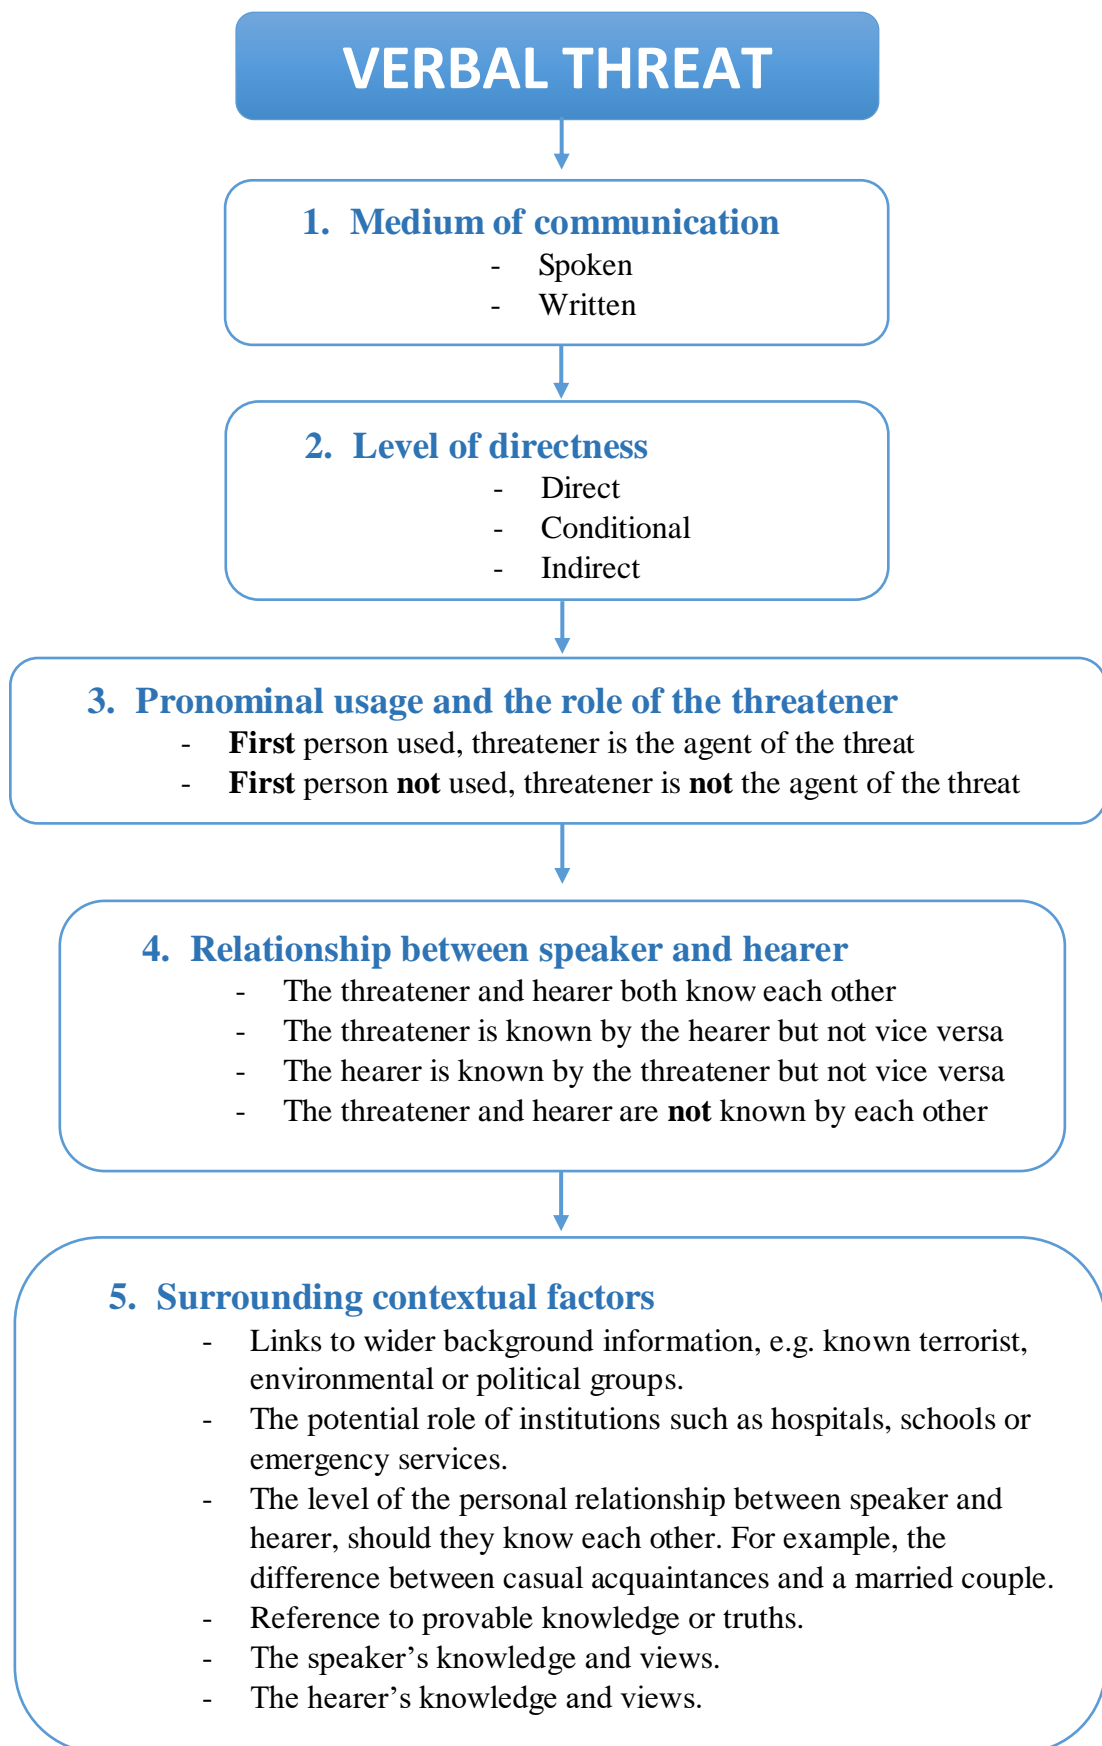 VERBAL THREAT
1. Medium of communication
- Spoken
- Written
2. Level of directness
- Direct
- Conditional
- Indirect
3. Pronominal usage and the role of the threatener
- First person used, threatener is the agent of the threat
- First person not used, threatener is not the agent of the threat
4. Relationship between speaker and hearer
- The threatener and hearer both know each other
- The threatener is known by the hearer but not vice versa
- The hearer is known by the threatener but not vice versa
- The threatener and hearer are not known by each other
5. Surrounding contextual factors
- Links to wider background information, e.g. known terrorist,
environmental or political groups.
- The potential role of institutions such as hospitals, schools or
emergency services.
- The level of the personal relationship between speaker and
hearer, should they know each other. For example, the
difference between casual acquaintances and a married couple.
- Reference to provable knowledge or truths.
- The speaker’s knowledge and views.
- The hearer’s knowledge and views.